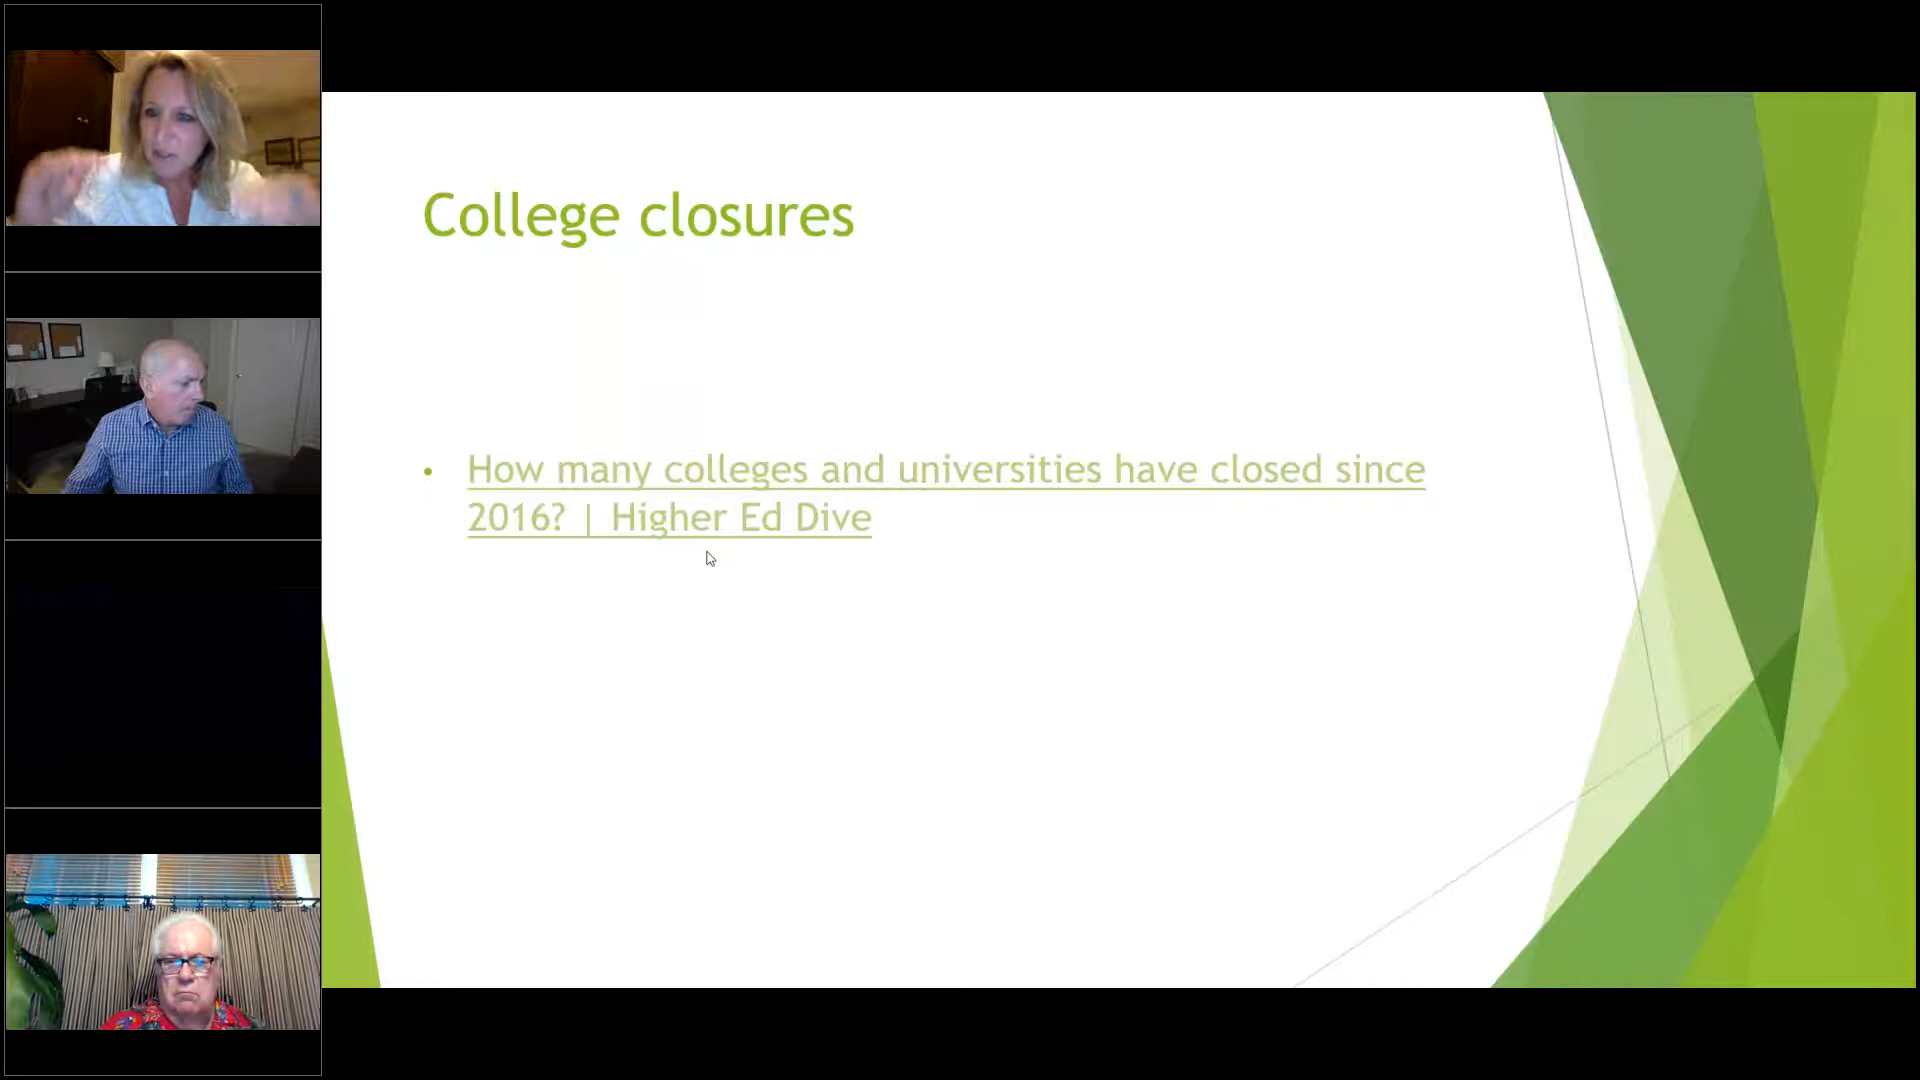 College closures
• How many colleges and universities have closed since
2016? | Higher Ed Dive